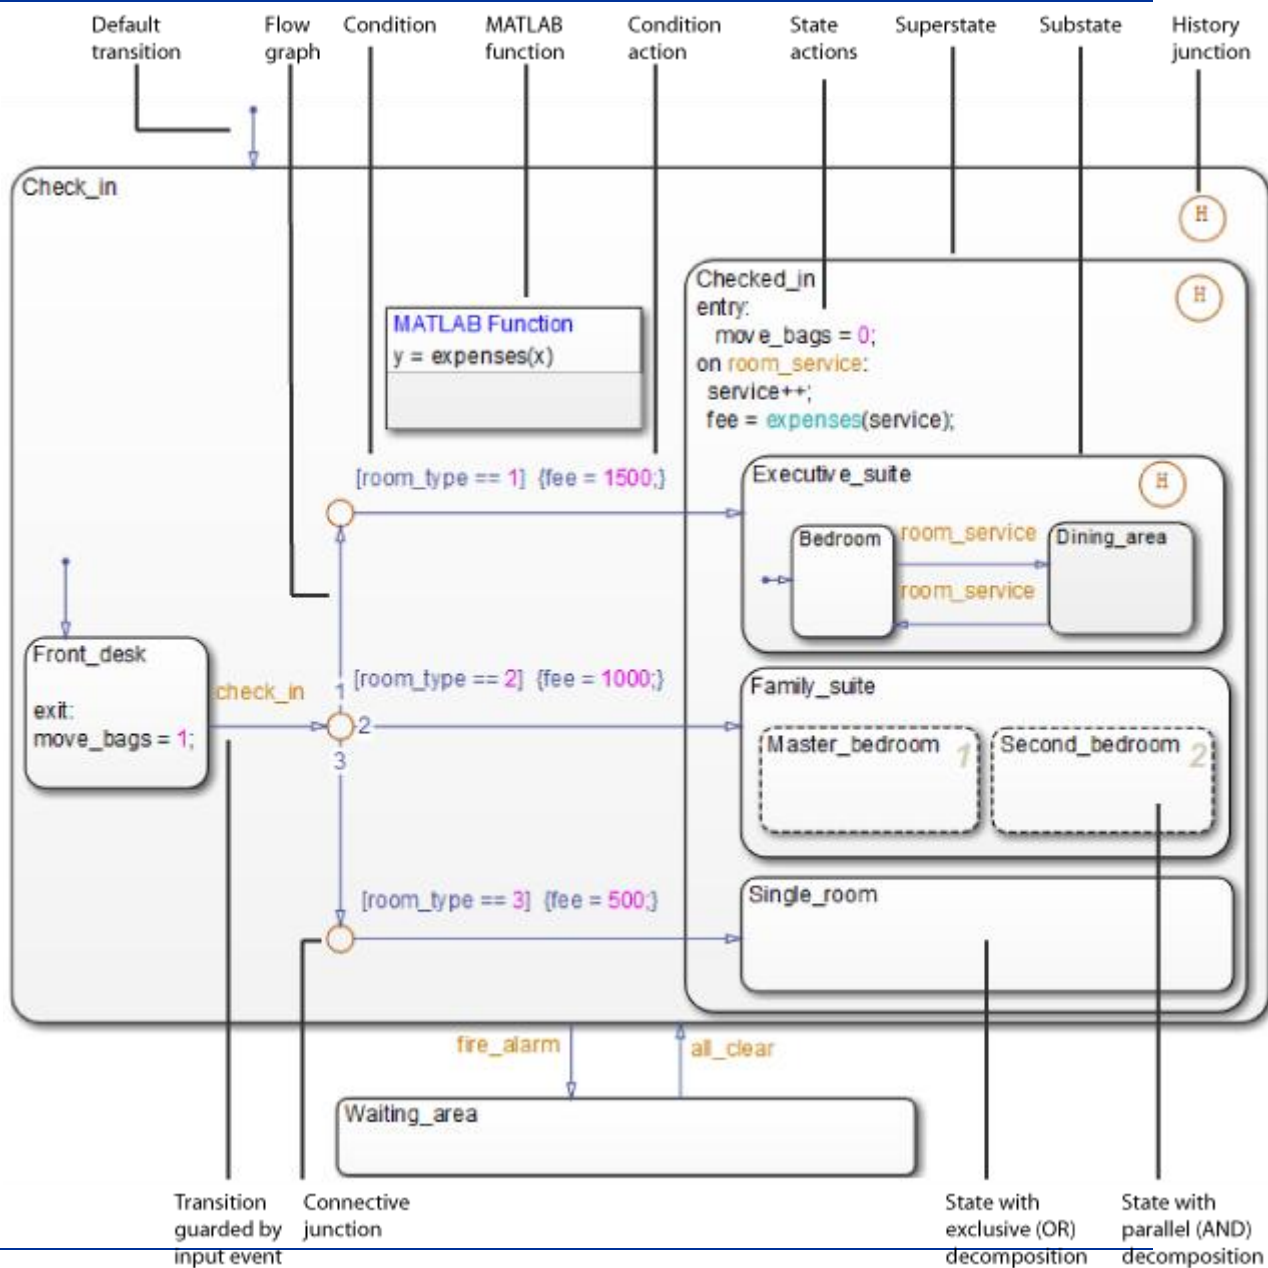 Default
transition
Flow
graph
Condition
MATLAB
function
Condition
action
State
actions
Superstate
Substate
History
junction
Check_in
H
Checked_in
entry:
move_bags = 0;
on room_service:
service++;
fee = expenses(service);
H
MATLAB Function
y = expenses(x)
[room_type == 1] {fee = 1500;}
Executive_suite
H
Bedroom
room_service
Dining_area
room_service
Front_desk
exit:
move_bags = 1;
check_in
1
2
3
[room_type == 2] {fee = 1000;}
Family_suite
Master_bedroom
1
Second_bedroom
2
[room_type == 3] {fee = 500;}
Single_room
fire_alarm
all_clear
Waiting_area
Transition
guarded by
input event
Connective
junction
State with
exclusive (OR)
decomposition
State with
parallel (AND)
decomposition